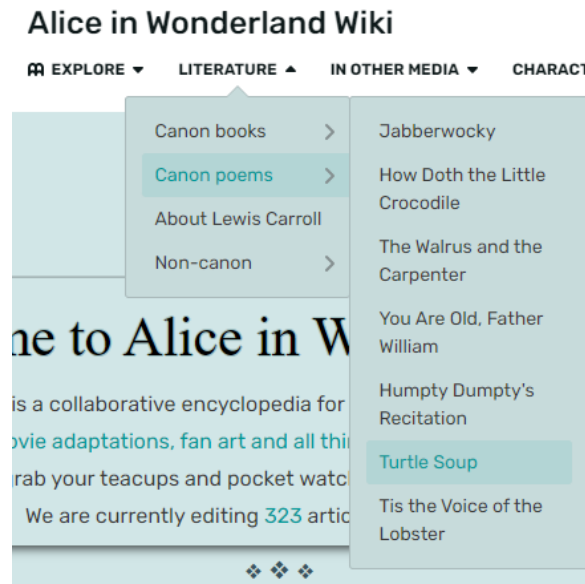 Alice in Wonderland Wiki
EXPLORE LITERATURE IN OTHER MEDIA CHARACT
Canon books
Canon poems
About Lewis Carroll
Non-canon
Jabberwocky
How Doth the Little
Crocodile
The Walrus and the
Carpenter
You Are Old, Father
William
Humpty Dumpty's
Recitation
Turtle Soup
Tis the Voice of the
Lobster
ne to Alice in W
is a collaborative encyclopedia for
ovie adaptations, fan art and all thi
grab your teacups and pocket watc
We are currently editing 323 artic